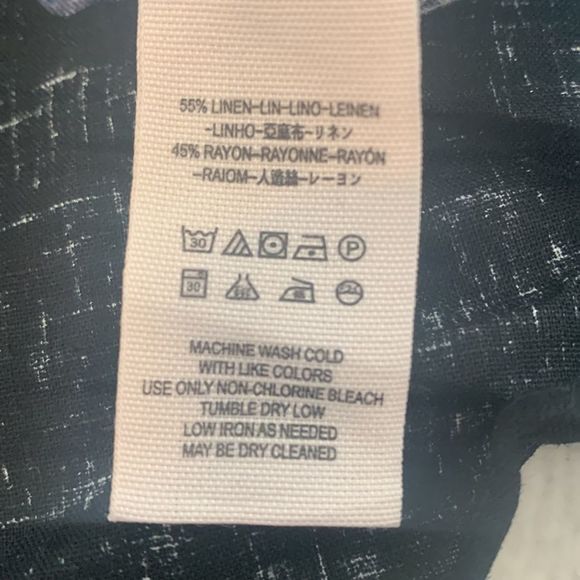 55% LINEN-LIN-LINO-LEINEN
-LINHO-亞麻布-リネン
45% RAYON-RAYONNE-RAYÓN
-RAIOM-人造絲-レーヨン
30 P
30
MACHINE WASH COLD
WITH LIKE COLORS
USE ONLY NON-CHLORINE BLEACH
TUMBLE DRY LOW
LOW IRON AS NEEDED
MAY BE DRY CLEANED